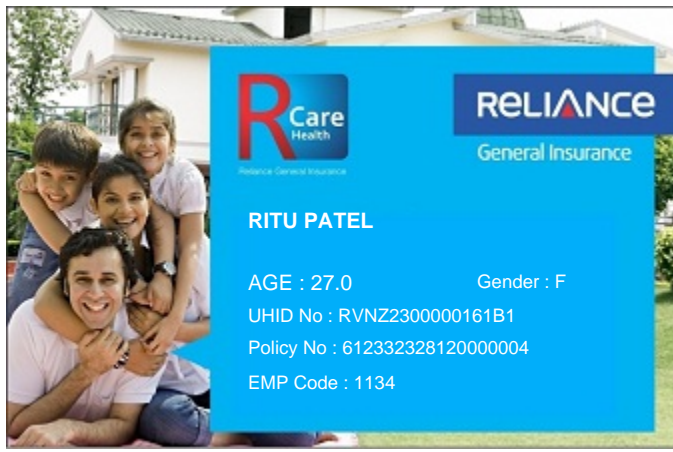 R Care
Health
Reliance General Insurance
RELIANCE
General Insurance
RITU PATEL
AGE : 27.0
Gender : F
UHID No : RVNZ2300000161B1
Policy No : 612332328120000004
EMP Code : 1134